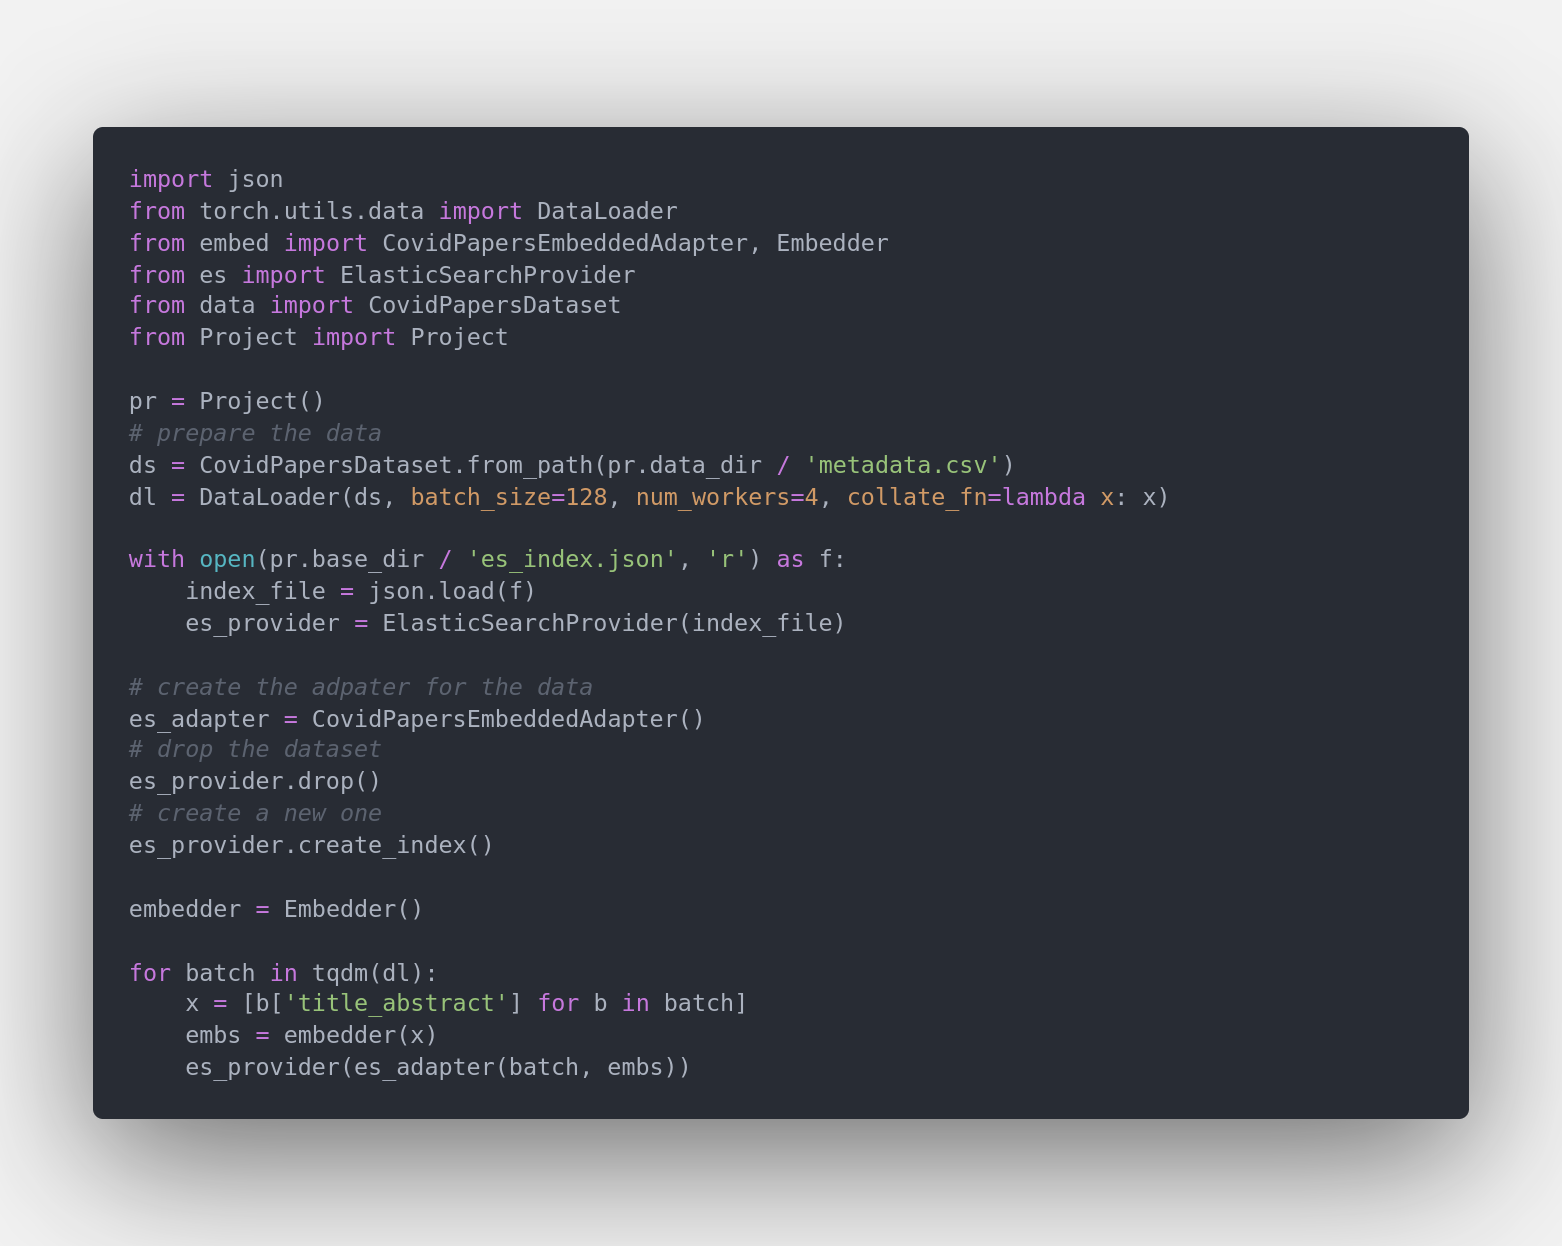 import json
from torch.utils.data import DataLoader
from embed import CovidPapersEmbeddedAdapter, Embedder
from es import ElasticSearchProvider
from data import CovidPapersDataset
from Project import Project

pr = Project()
# prepare the data
ds = CovidPapersDataset.from_path(pr.data_dir / 'metadata.csv')
dl = DataLoader(ds, batch_size=128, num_workers=4, collate_fn=lambda x: x)

with open(pr.base_dir / 'es_index.json', 'r') as f:
    index_file = json.load(f)
    es_provider = ElasticSearchProvider(index_file)

# create the adpater for the data
es_adapter = CovidPapersEmbeddedAdapter()
# drop the dataset
es_provider.drop()
# create a new one
es_provider.create_index()

embedder = Embedder()

for batch in tqdm(dl):
    x = [b['title_abstract'] for b in batch]
    embs = embedder(x)
    es_provider(es_adapter(batch, embs))